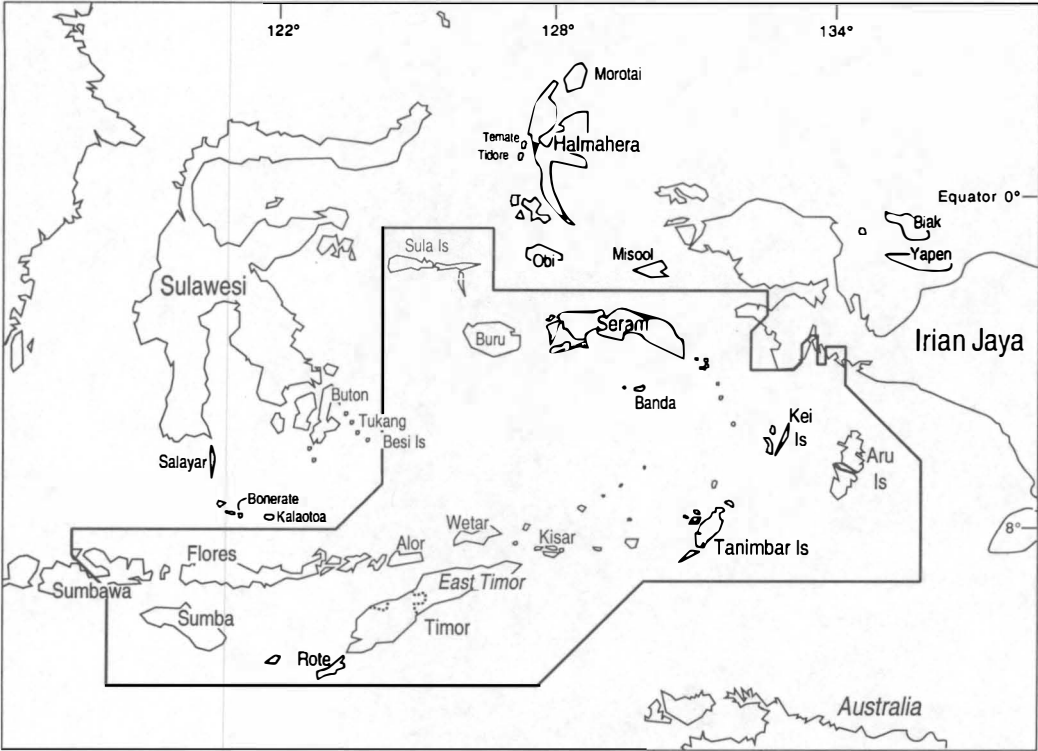 122°
128°
134°
Morotai
Temate
Halmahera
Tidore
Equator 0°
Biak
Sula Is
Obi
Misool
Yapen
Sulawesi
Seram
Buru
Irian Jaya
Buton
Banda
Tukang
Besi Is
Kei
Is
Salayar
Aru
Is
Bonerate
Kalaotoa
Wetar
Kisar
8°
Flores
Alor
Tanimbar Is
Sumbawa
East Timor
Sumba
Timor
Rote
Australia